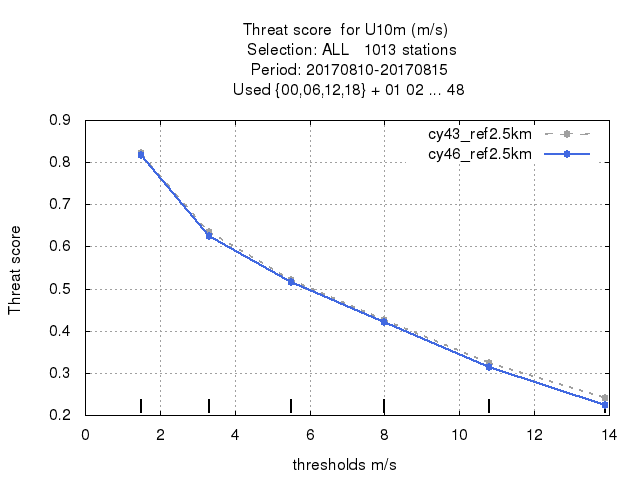 Threat score  for U10m (m/s)
Selection: ALL   1013 stations
Period: 20170810-20170815
Used {00,06,12,18} + 01 02 ... 48
cy43_ref2.5km
cy46_ref2.5km
Threat score
0.9
0.8
0.7
0.6
0.5
0.4
0.3
0.2
0 2 4 6 8 10 12 14
thresholds m/s